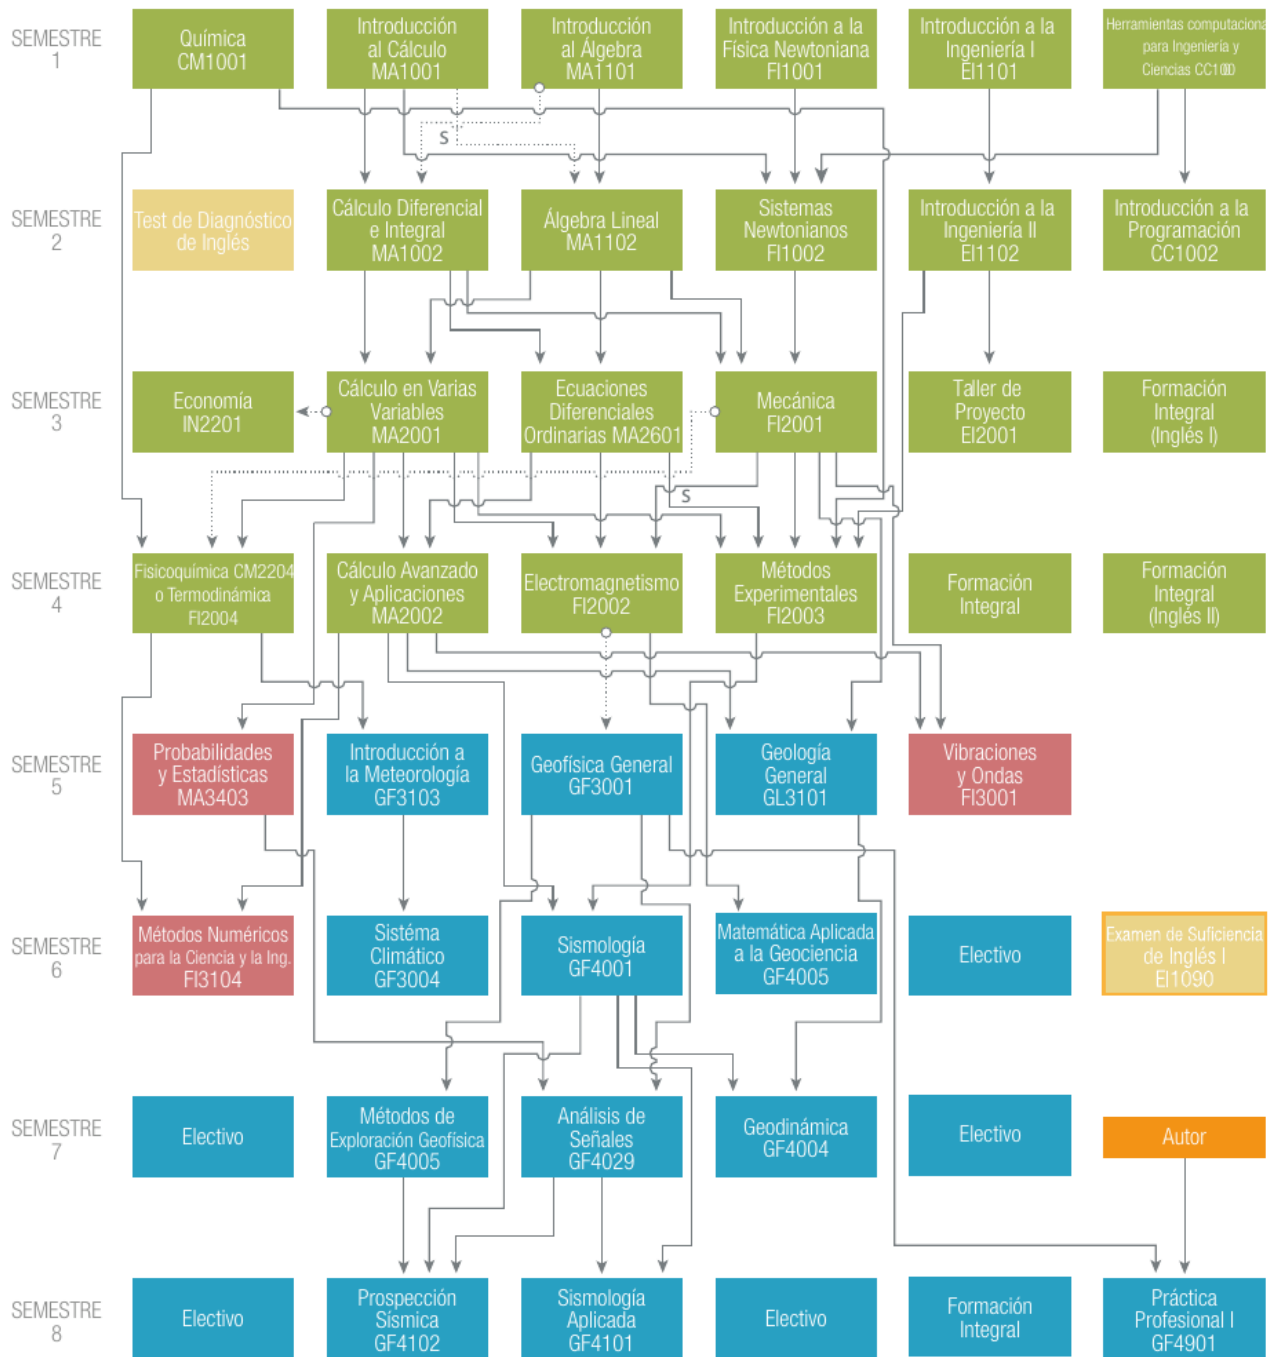 SEMESTRE
1
Química
CM1001
Introducción
al Cálculo
MA1001
Introducción
al Álgebra
MA1101
Introducción a la
Física Newtoniana
FI1001
Introducción a la
Ingeniería I
EI1101
Herramientas computaciona
para Ingeniería y
Ciencias CC1000
S
SEMESTRE
2
Test de Diagnóstico
de Inglés
Cálculo Diferencial
e Integral
MA1002
Álgebra Lineal
MA1102
Sistemas
Newtonianos
FI1002
Introducción a la
Ingeniería II
EI1102
Introducción a la
Programación
CC1002
SEMESTRE
3
Economía
IN2201
Cálculo en Varias
Variables
MA2001
Ecuaciones
Diferenciales
Ordinarias MA2601
Mecánica
FI2001
Taller de
Proyecto
EI2001
Formación
Integral
(Inglés I)
S
SEMESTRE
4
Fisicoquímica CM2204
o Termodinámica
FI2004
Cálculo Avanzado
y Aplicaciones
MA2002
Electromagnetismo
FI2002
Métodos
Experimentales
FI2003
Formación
Integral
Formación
Integral
(Inglés II)
SEMESTRE
5
Probabilidades
y Estadísticas
MA3403
Introducción a
la Meteorología
GF3103
Geofísica General
GF3001
Geología
General
GL3101
Vibraciones
y Ondas
FI3001
SEMESTRE
6
Métodos Numéricos
para la Ciencia y la Ing.
FI3104
Sistéma
Climático
GF3004
Sismología
GF4001
Matemática Aplicada
a la Geociencia
GF4005
Electivo
Examen de Suficiencia
de Inglés I
EI1090
SEMESTRE
7
Electivo
Métodos de
Exploración Geofísica
GF4005
Análisis de
Señales
GF4029
Geodinámica
GF4004
Electivo
Autor
SEMESTRE
8
Electivo
Prospección
Sísmica
GF4102
Sismología
Aplicada
GF4101
Electivo
Formación
Integral
Práctica
Profesional I
GF4901